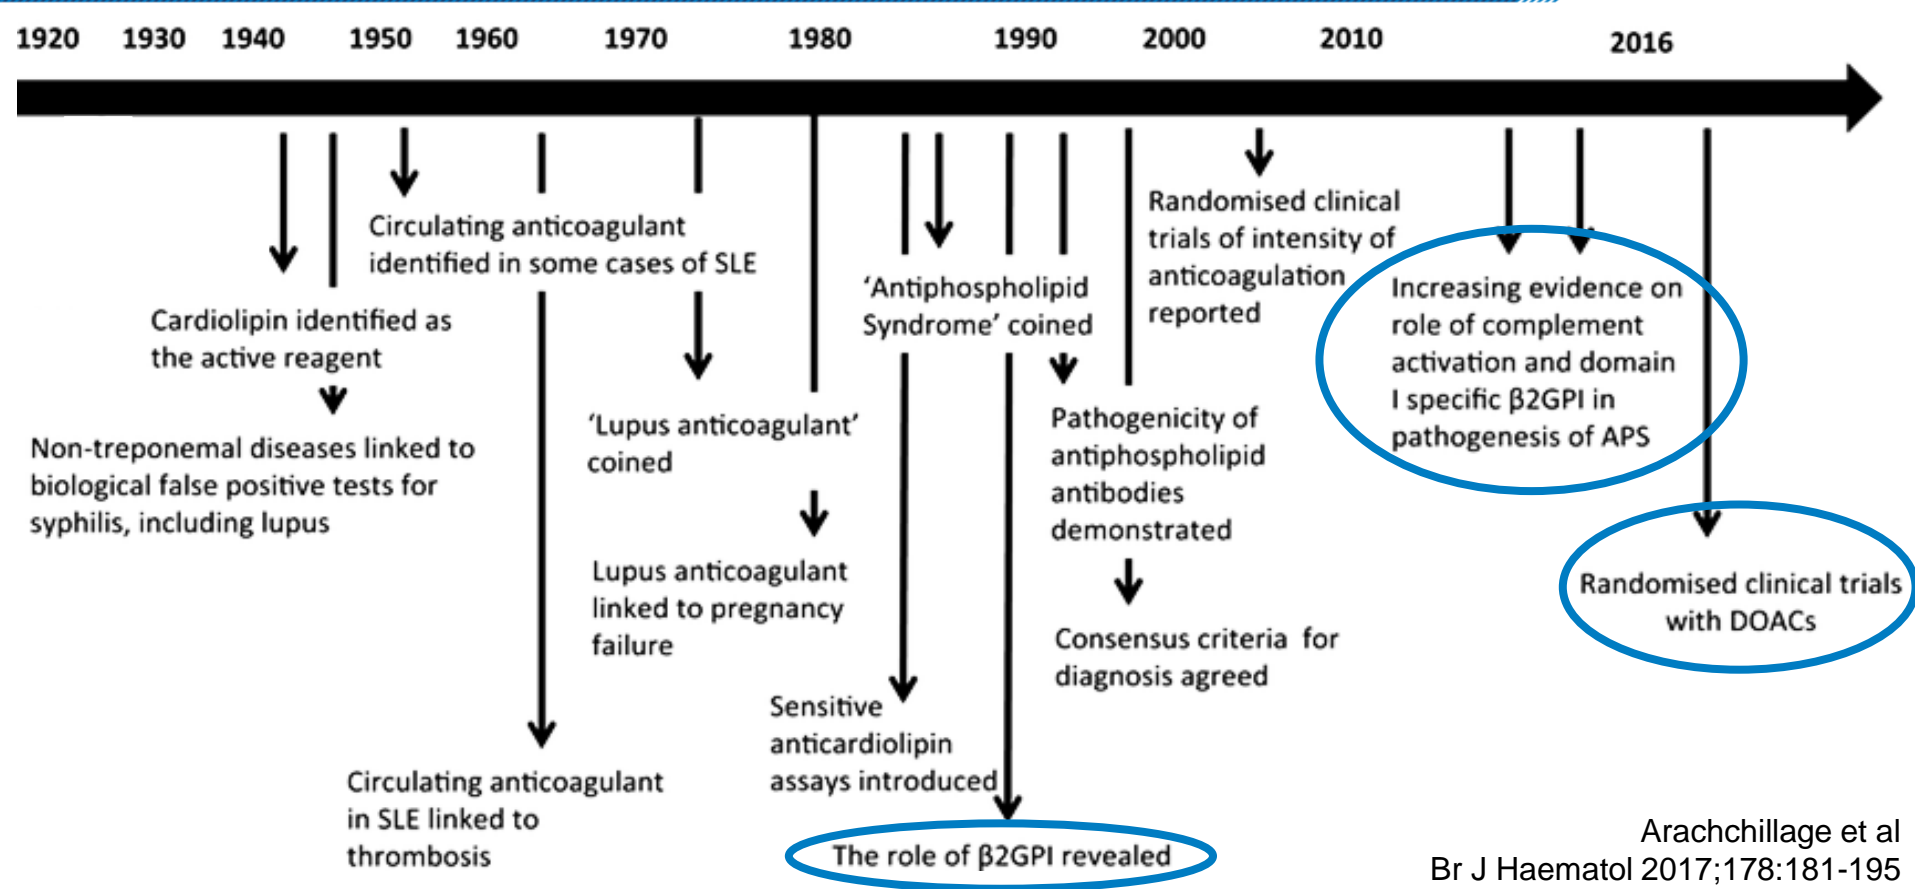 1920 1930 1940 1950 1960 1970 1980 1990 2000 2010 2016
Cardiolipin identified as
the active reagent
Non-treponemal diseases linked to
biological false positive tests for
syphilis, including lupus
Circulating anticoagulant
identified in some cases of SLE
Circulating anticoagulant
in SLE linked to
thrombosis
‘Lupus anticoagulant’
coined
Lupus anticoagulant
linked to pregnancy
failure
Sensitive
anticardiolipin
assays introduced
‘Antiphospholipid
Syndrome’ coined
The role of β2GPI revealed
Pathogenicity of
antiphospholipid
antibodies
demonstrated
Consensus criteria for
diagnosis agreed
Randomised clinical
trials of intensity of
anticoagulation
reported
Increasing evidence on
role of complement
activation and domain
I specific β2GPI in
pathogenesis of APS
Randomised clinical trials
with DOACs
Arachchillage et al
Br J Haematol 2017;178:181-195